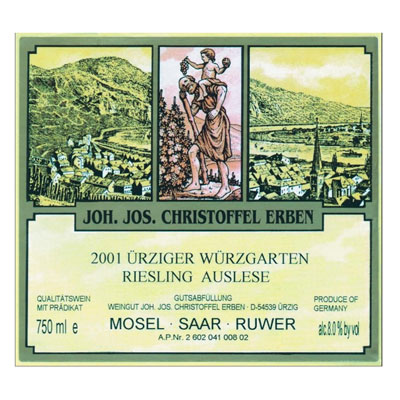 JOH. JOS. CHRISTOFFEL ERBEN
2001 ÜRZIGER WÜRZGARTEN
RIESLING AUSLESE
QUALITÄTSWEIN
MIT PRÄDIKAT
750 ml e
GUTSABFÜLLUNG
WEINGUT JOH. JOS. CHRISTOFFEL ERBEN · D-54539 ÜRZIG
MOSEL · SAAR · RUWER
A.P.Nr. 2 602 041 008 02
PRODUCE OF
GERMANY
alc.8.0 % by vol